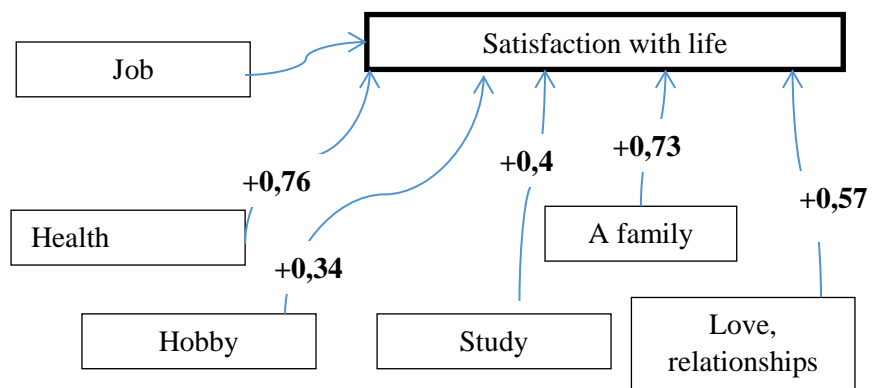 Satisfaction with life
Job
+0,73
+0,4
+0,76
+0,57
Health
A family
+0,34
Hobby
Study
Love,
relationships